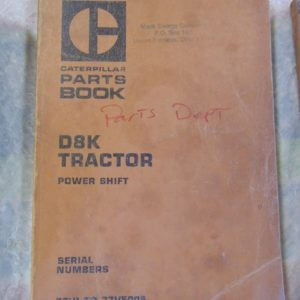 CATERPILLAR
PARTS
BOOK
Parts Dept
D8K
TRACTOR
POWER SHIFT
SERIAL
NUMBERS